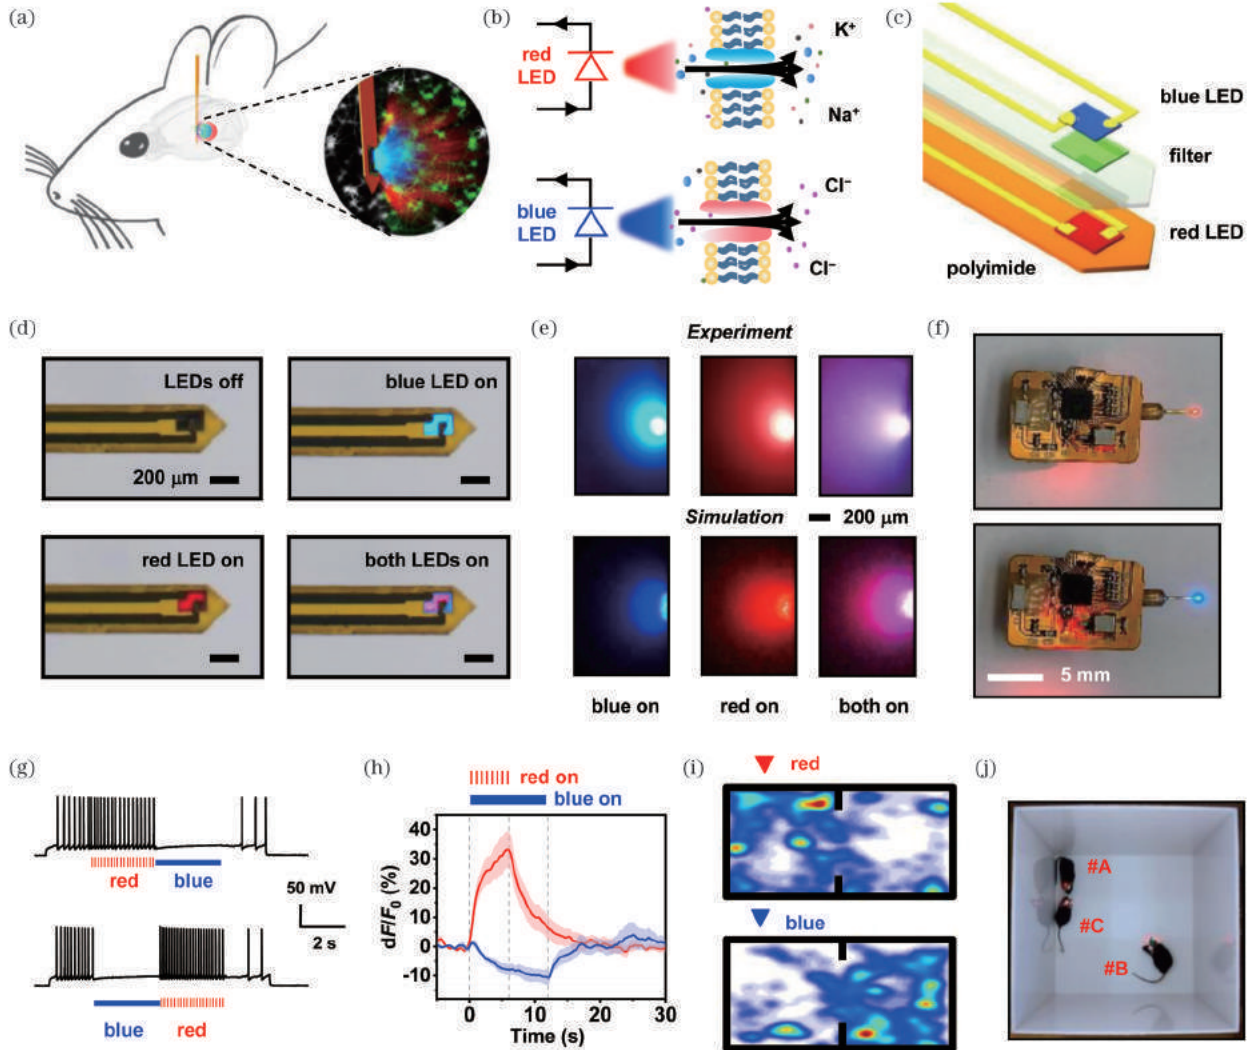 (a)
(b)
red
LED
K⁺
Na⁺
blue
LED
Cl⁻
Cl⁻
(c)
blue LED
filter
red LED
polyimide
(d)
LEDs off
200 μm
blue LED on
red LED on
both LEDs on
(e)
Experiment
Simulation
200 μm
blue on
red on
both on
(f)
5 mm
(g)
red
blue
50 mV
2 s
blue
red
(h)
red on
blue on
dF/F₀ (%)
40
30
20
10
0
-10
0
10
20
30
Time (s)
(i)
red
blue
(j)
#A
#C
#B